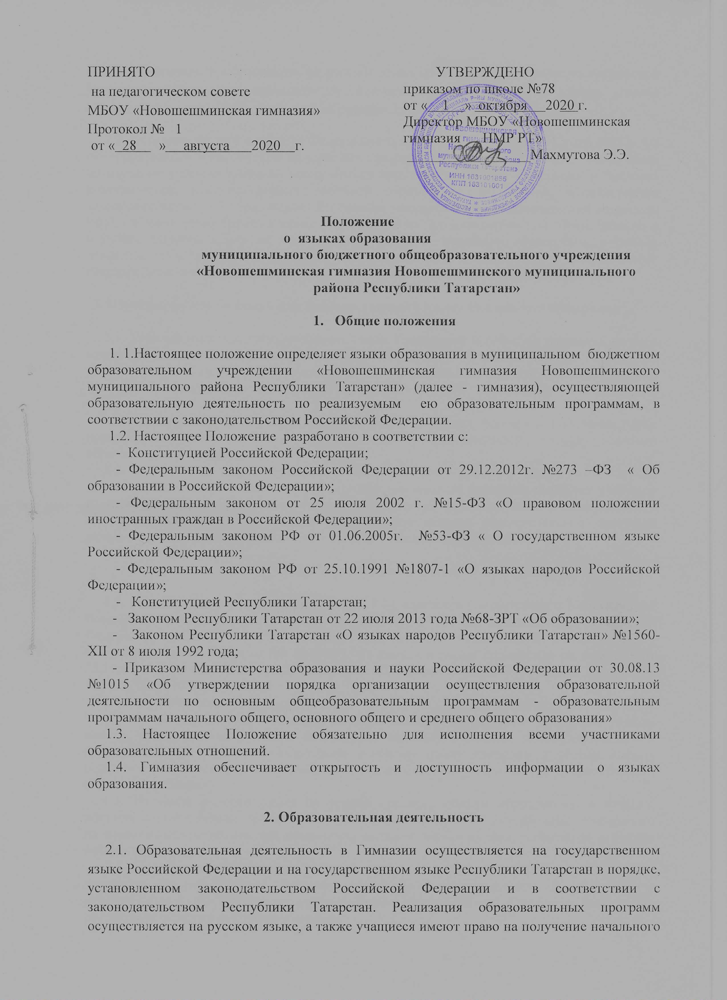 ПРИНЯТО
на педагогическом совете
МБОУ «Новошешминская гимназия»
Протокол № 1
от «_28___ »___августа____2020___г.
УТВЕРЖДЕНО
приказом по школе №78
от «___1___»_октября___2020 г.
Директор МБОУ «Новошешминская
гимназия НМР РТ»
Махмутова Э.Э.
«Новошешминская
гимназия
Республики Татарстан»
ИНН 1631001865
КПП 163101001
Положение
о языках образования
муниципального бюджетного общеобразовательного учреждения
«Новошешминская гимназия Новошешминского муниципального
района Республики Татарстан»
1. Общие положения
1. 1.Настоящее положение определяет языки образования в муниципальном бюджетном
образовательном учреждении «Новошешминская гимназия Новошешминского
муниципального района Республики Татарстан» (далее - гимназия), осуществляющей
образовательную деятельность по реализуемым ею образовательным программам, в
соответствии с законодательством Российской Федерации.
1.2. Настоящее Положение разработано в соответствии с:
- Конституцией Российской Федерации;
- Федеральным законом Российской Федерации от 29.12.2012г. №273 –ФЗ « Об
образовании в Российской Федерации»;
- Федеральным законом от 25 июля 2002 г. №15-ФЗ «О правовом положении
иностранных граждан в Российской Федерации»;
- Федеральным законом РФ от 01.06.2005г. №53-ФЗ « О государственном языке
Российской Федерации»;
- Федеральным законом РФ от 25.10.1991 №1807-1 «О языках народов Российской
Федерации»;
- Конституцией Республики Татарстан;
- Законом Республики Татарстан от 22 июля 2013 года №68-ЗРТ «Об образовании»;
- Законом Республики Татарстан «О языках народов Республики Татарстан» №1560-
XII от 8 июля 1992 года;
- Приказом Министерства образования и науки Российской Федерации от 30.08.13
№1015 «Об утверждении порядка организации осуществления образовательной
деятельности по основным общеобразовательным программам - образовательным
программам начального общего, основного общего и среднего общего образования»
1.3. Настоящее Положение обязательно для исполнения всеми участниками
образовательных отношений.
1.4. Гимназия обеспечивает открытость и доступность информации о языках
образования.
2. Образовательная деятельность
2.1. Образовательная деятельность в Гимназии осуществляется на государственном
языке Российской Федерации и на государственном языке Республики Татарстан в порядке,
установленном законодательством Российской Федерации и в соответствии с
законодательством Республики Татарстан. Реализация образовательных программ
осуществляется на русском языке, а также учащиеся имеют право на получение начального